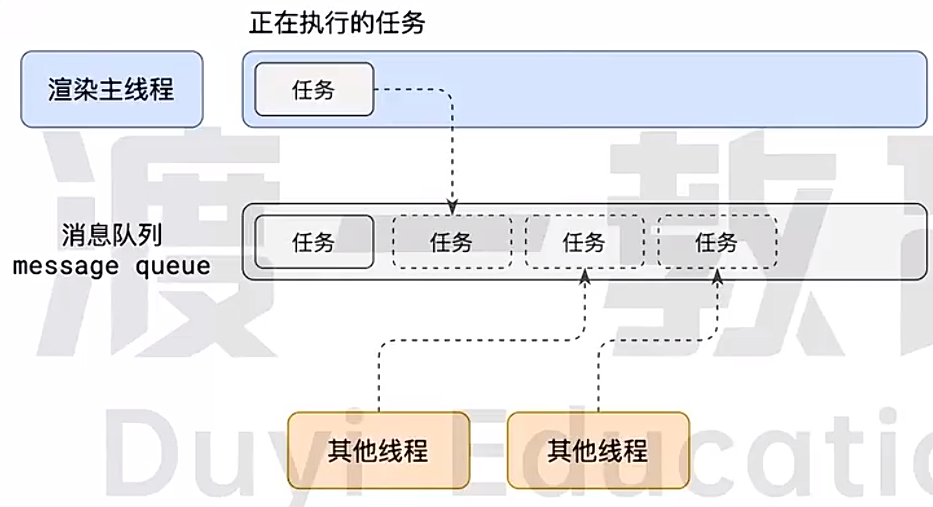 正在执行的任务
渲染主线程
任务
消息队列
message queue
任务
任务
任务
任务
其他线程
其他线程
渡一教育
Duyi Educatio